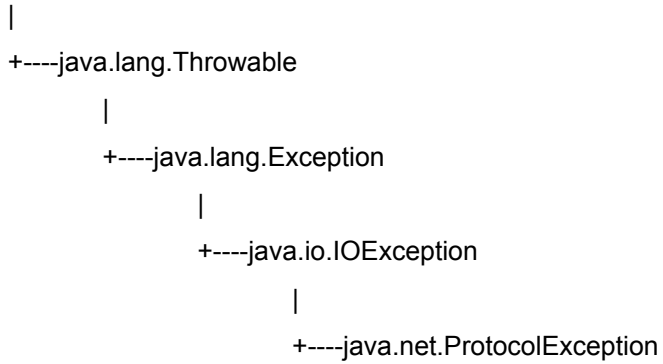 |
+----java.lang.Throwable
|
+----java.lang.Exception
|
+----java.io.IOException
|
+----java.net.ProtocolException